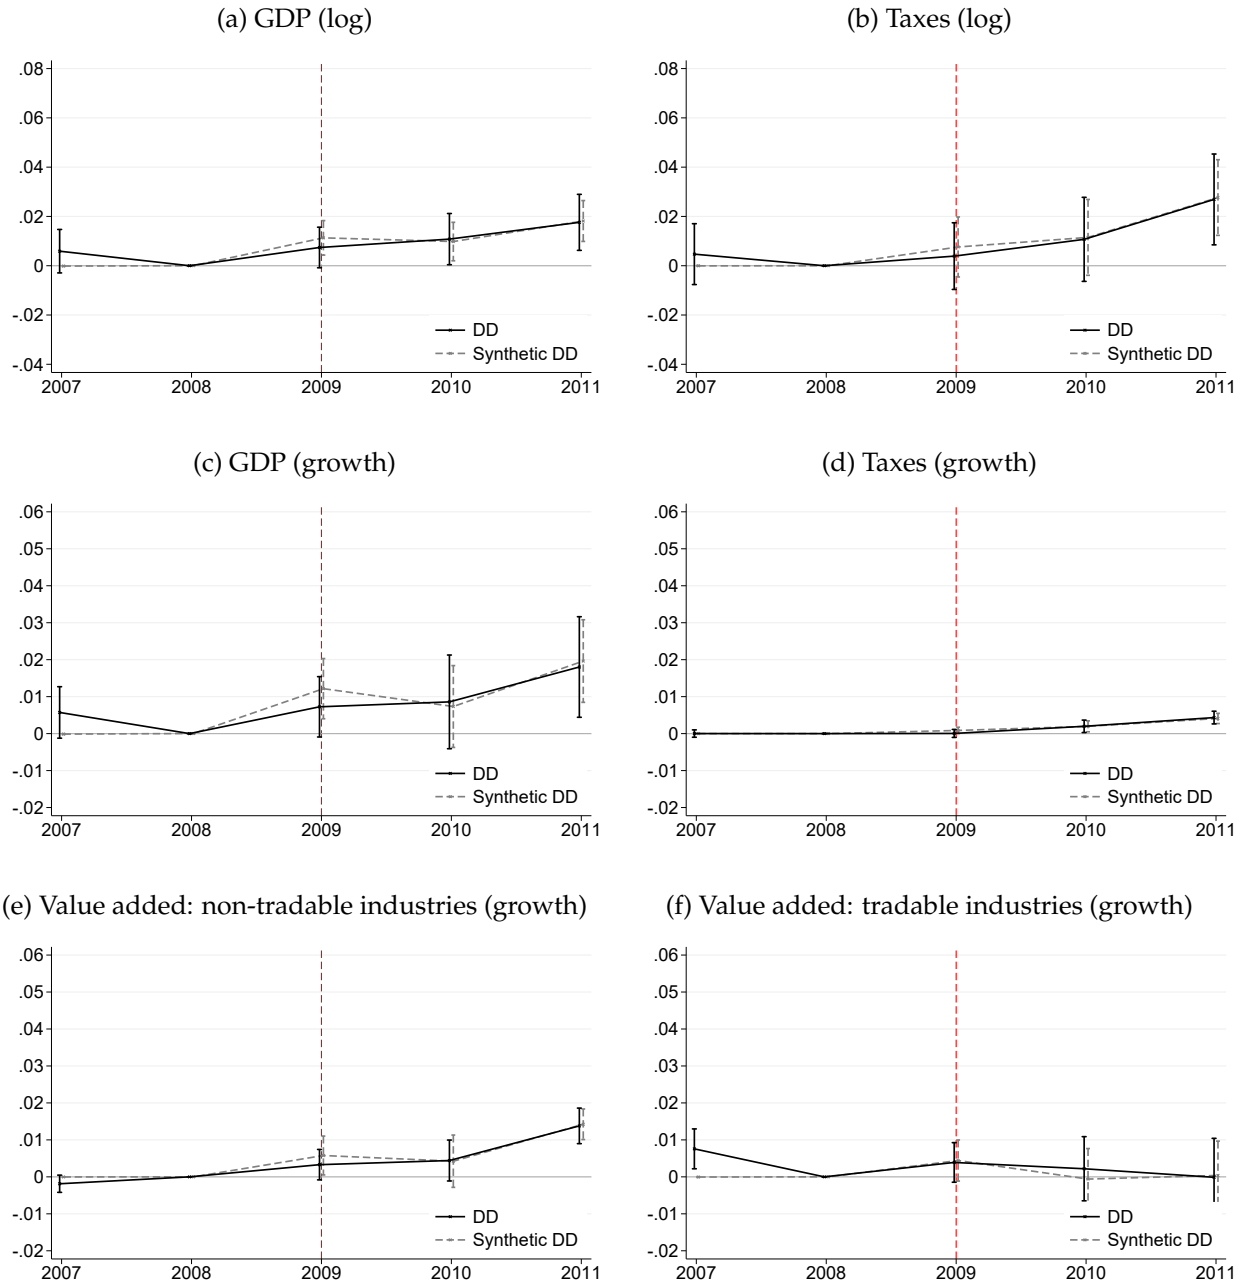 (a) GDP (log)
.08
.06
.04
.02
0
-.02
-.04
2007 2008 2009 2010 2011
DD
Synthetic DD
(b) Taxes (log)
.08
.06
.04
.02
0
-.02
-.04
2007 2008 2009 2010 2011
DD
Synthetic DD
(c) GDP (growth)
.06
.05
.04
.03
.02
.01
0
-.01
-.02
2007 2008 2009 2010 2011
DD
Synthetic DD
(d) Taxes (growth)
.06
.05
.04
.03
.02
.01
0
-.01
-.02
2007 2008 2009 2010 2011
DD
Synthetic DD
(e) Value added: non-tradable industries (growth)
.06
.05
.04
.03
.02
.01
0
-.01
-.02
2007 2008 2009 2010 2011
DD
Synthetic DD
(f) Value added: tradable industries (growth)
.06
.05
.04
.03
.02
.01
0
-.01
-.02
2007 2008 2009 2010 2011
DD
Synthetic DD